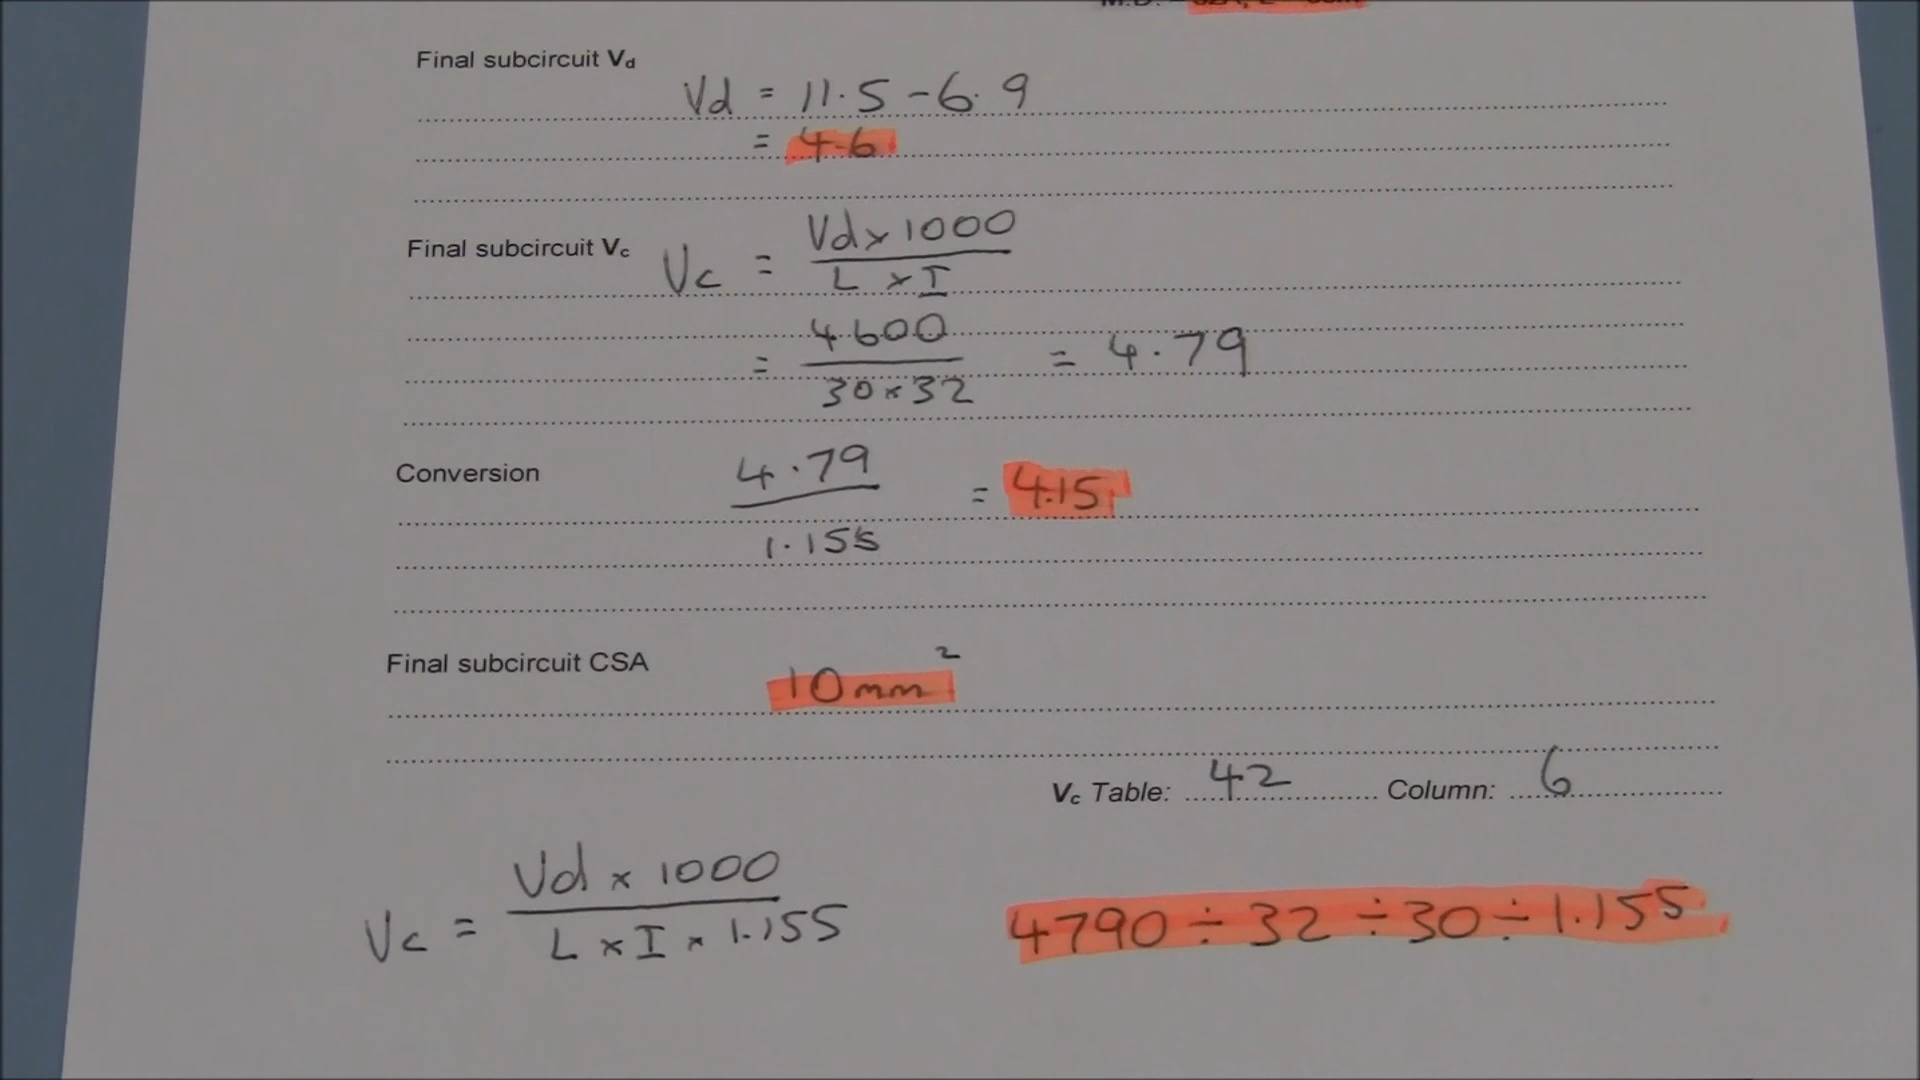 Final subcircuit Vd
Vd = 11.5 - 6.9
= 4.6
Final subcircuit Vc
Vc = Vd x 1000
L x I
= 4600
30 x 32
= 4.79
Conversion
4.79
1.155
= 4.15
Final subcircuit CSA
10mm²
Vc Table: 42 Column: 6
Vc = Vd x 1000
L x I x 1.155
4790 ÷ 32 ÷ 30 ÷ 1.155